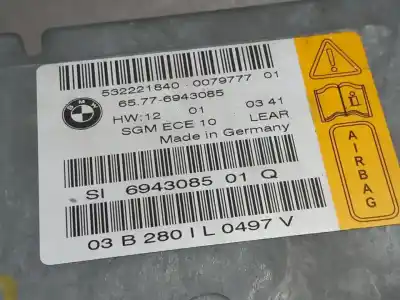 532221840 0079777 01
BMW
65.77-6943085
HW:12 01 03 41
SGM ECE 10 LEAR
Made in Germany
SI 6943085 01 Q
03 B 280 I L 0497 V
AIRBAG